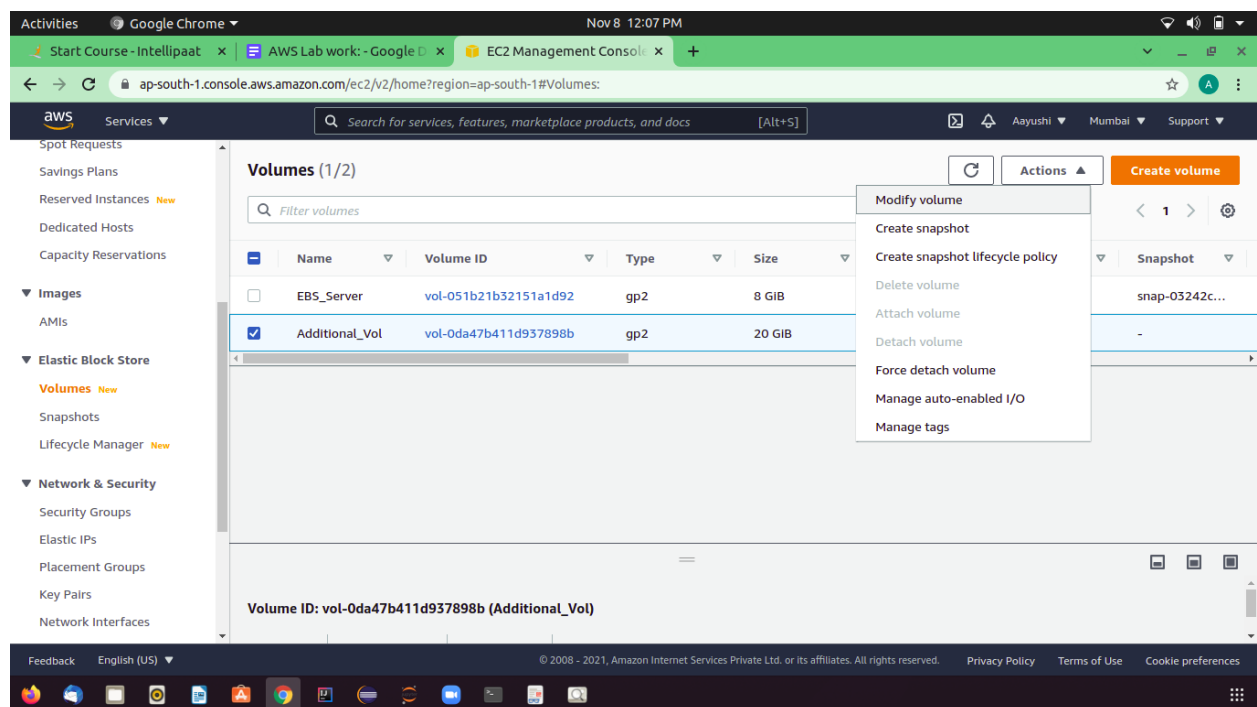 Activities Google Chrome ▾ Nov 8 12:07 PM
Start Course - Intellipaat × AWS Lab work: - Google D × EC2 Management Console × +
ap-south-1.console.aws.amazon.com/ec2/v2/home?region=ap-south-1#Volumes: A
aws Services ▼ Search for services, features, marketplace products, and docs [Alt+S] Aayushi ▼ Mumbai ▼ Support ▼
Spot Requests
Savings Plans
Reserved Instances New
Dedicated Hosts
Capacity Reservations
▼ Images
AMIs
▼ Elastic Block Store
Volumes New
Snapshots
Lifecycle Manager New
▼ Network & Security
Security Groups
Elastic IPs
Placement Groups
Key Pairs
Network Interfaces
Volumes (1/2) Actions ▲ Create volume
Filter volumes < 1 >
Name Volume ID Type Size Snapshot
EBS_Server vol-051b21b32151a1d92 gp2 8 GiB snap-03242c...
Additional_Vol vol-0da47b411d937898b gp2 20 GiB -
Modify volume
Create snapshot
Create snapshot lifecycle policy
Delete volume
Attach volume
Detach volume
Force detach volume
Manage auto-enabled I/O
Manage tags
Volume ID: vol-0da47b411d937898b (Additional_Vol)
Feedback English (US) ▼ © 2008 - 2021, Amazon Internet Services Private Ltd. or its affiliates. All rights reserved. Privacy Policy Terms of Use Cookie preferences